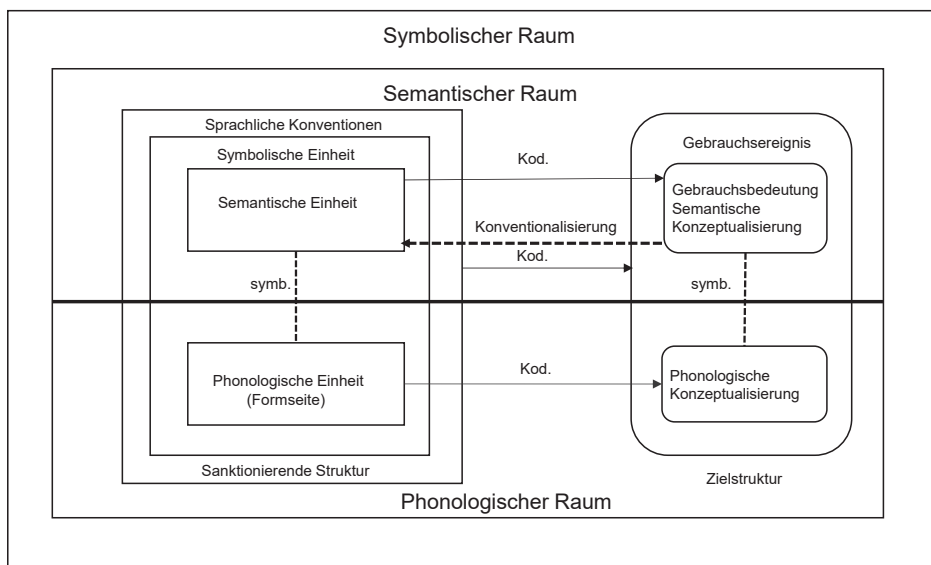 Symbolischer Raum
Semantischer Raum
Sprachliche Konventionen
Symbolische Einheit
Semantische Einheit
Kod.
Gebrauchsereignis
Gebrauchsbedeutung
Semantische
Konzeptualisierung
Konventionalisierung
Kod.
symb.
symb.
Phonologische Einheit
(Formseite)
Kod.
Phonologische
Konzeptualisierung
Sanktionierende Struktur
Zielstruktur
Phonologischer Raum